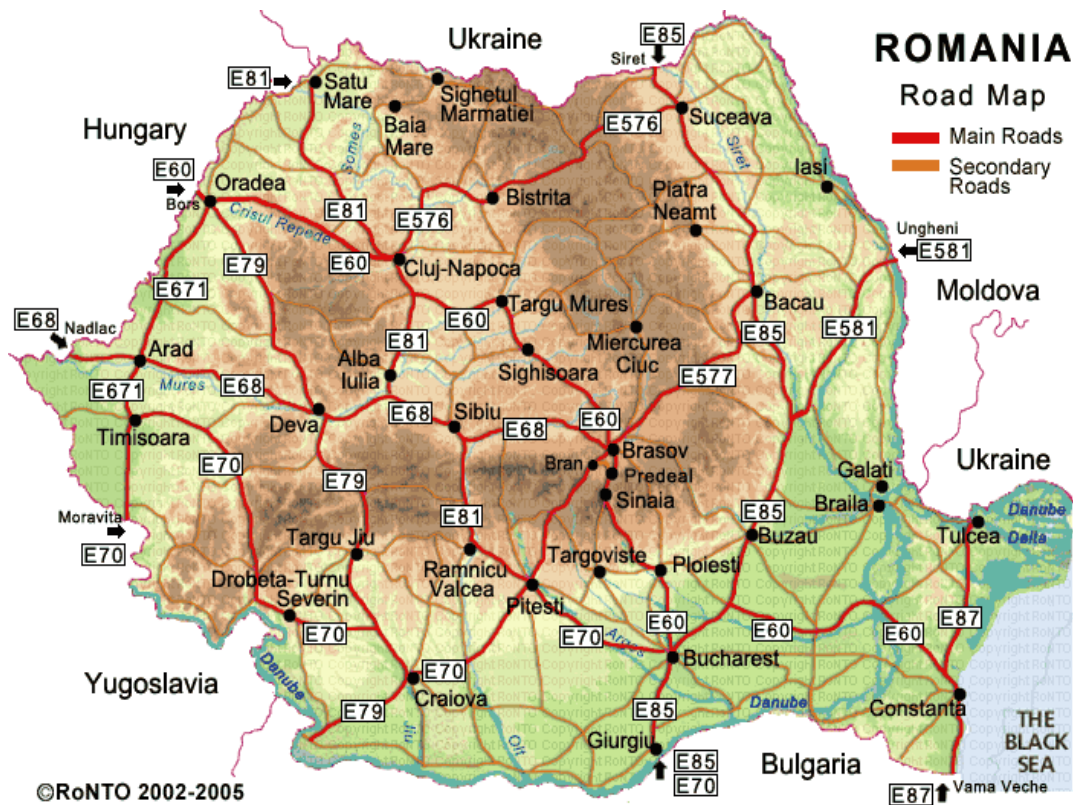 Ukraine
E85
Siret
ROMANIA
Road Map
Main Roads
Secondary
Roads
E81
Satu
Mare
Sighetul
Marmatiei
Baia
Mare
Somes
E576
Suceava
Siret
Hungary
E60
Oradea
Bors
Crisul Repede
E81
E576
Bistrita
Piatra
Neamt
Iasi
Ungheni
E581
Moldova
E79
E60
Cluj-Napoca
E671
Targu Mures
E60
Bacau
E85
E581
E68
Nadlac
Arad
E81
Alba
Iulia
Sighisoara
Miercurea
Ciuc
E577
E671
Mures
E68
Deva
E68
Sibiu
E68
E60
Timisoara
E70
E79
Bran
Brasov
Predeal
Sinaia
Galati
Braila
Ukraine
Danube
Delta
Moravita
E70
E81
E85
Buzau
Tulcea
Targu Jiu
Ramnicu
Valcea
Targoviste
Ploiesti
Drobeta-Turnu
Severin
Pitesti
E70
E70
Arges
E60
E60
E60
E87
Bucharest
Yugoslavia
Danube
E70
Craiova
E79
Jiu
Olt
E85
Giurgiu
Danube
Constanta
THE
BLACK
SEA
E85
E70
Bulgaria
E87
Vama Veche
©RoNTO 2002-2005